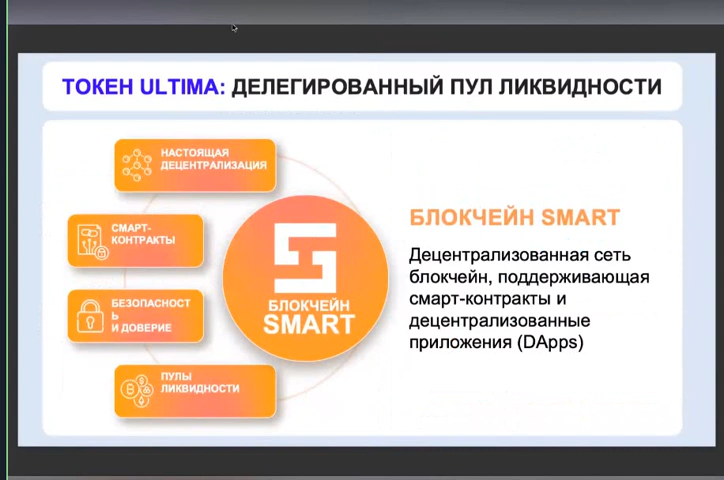 ТОКЕН ULTIMA: ДЕЛЕГИРОВАННЫЙ ПУЛ ЛИКВИДНОСТИ
НАСТОЯЩАЯ
ДЕЦЕНТРАЛИЗАЦИЯ
СМАРТ-
КОНТРАКТЫ
БЕЗОПАСНОСТ
Ь
И ДОВЕРИЕ
ПУЛЫ
ЛИКВИДНОСТИ
БЛОКЧЕЙН
SMART
БЛОКЧЕЙН SMART
Децентрализованная сеть
блокчейн, поддерживающая
смарт-контракты и
децентрализованные
приложения (DApps)